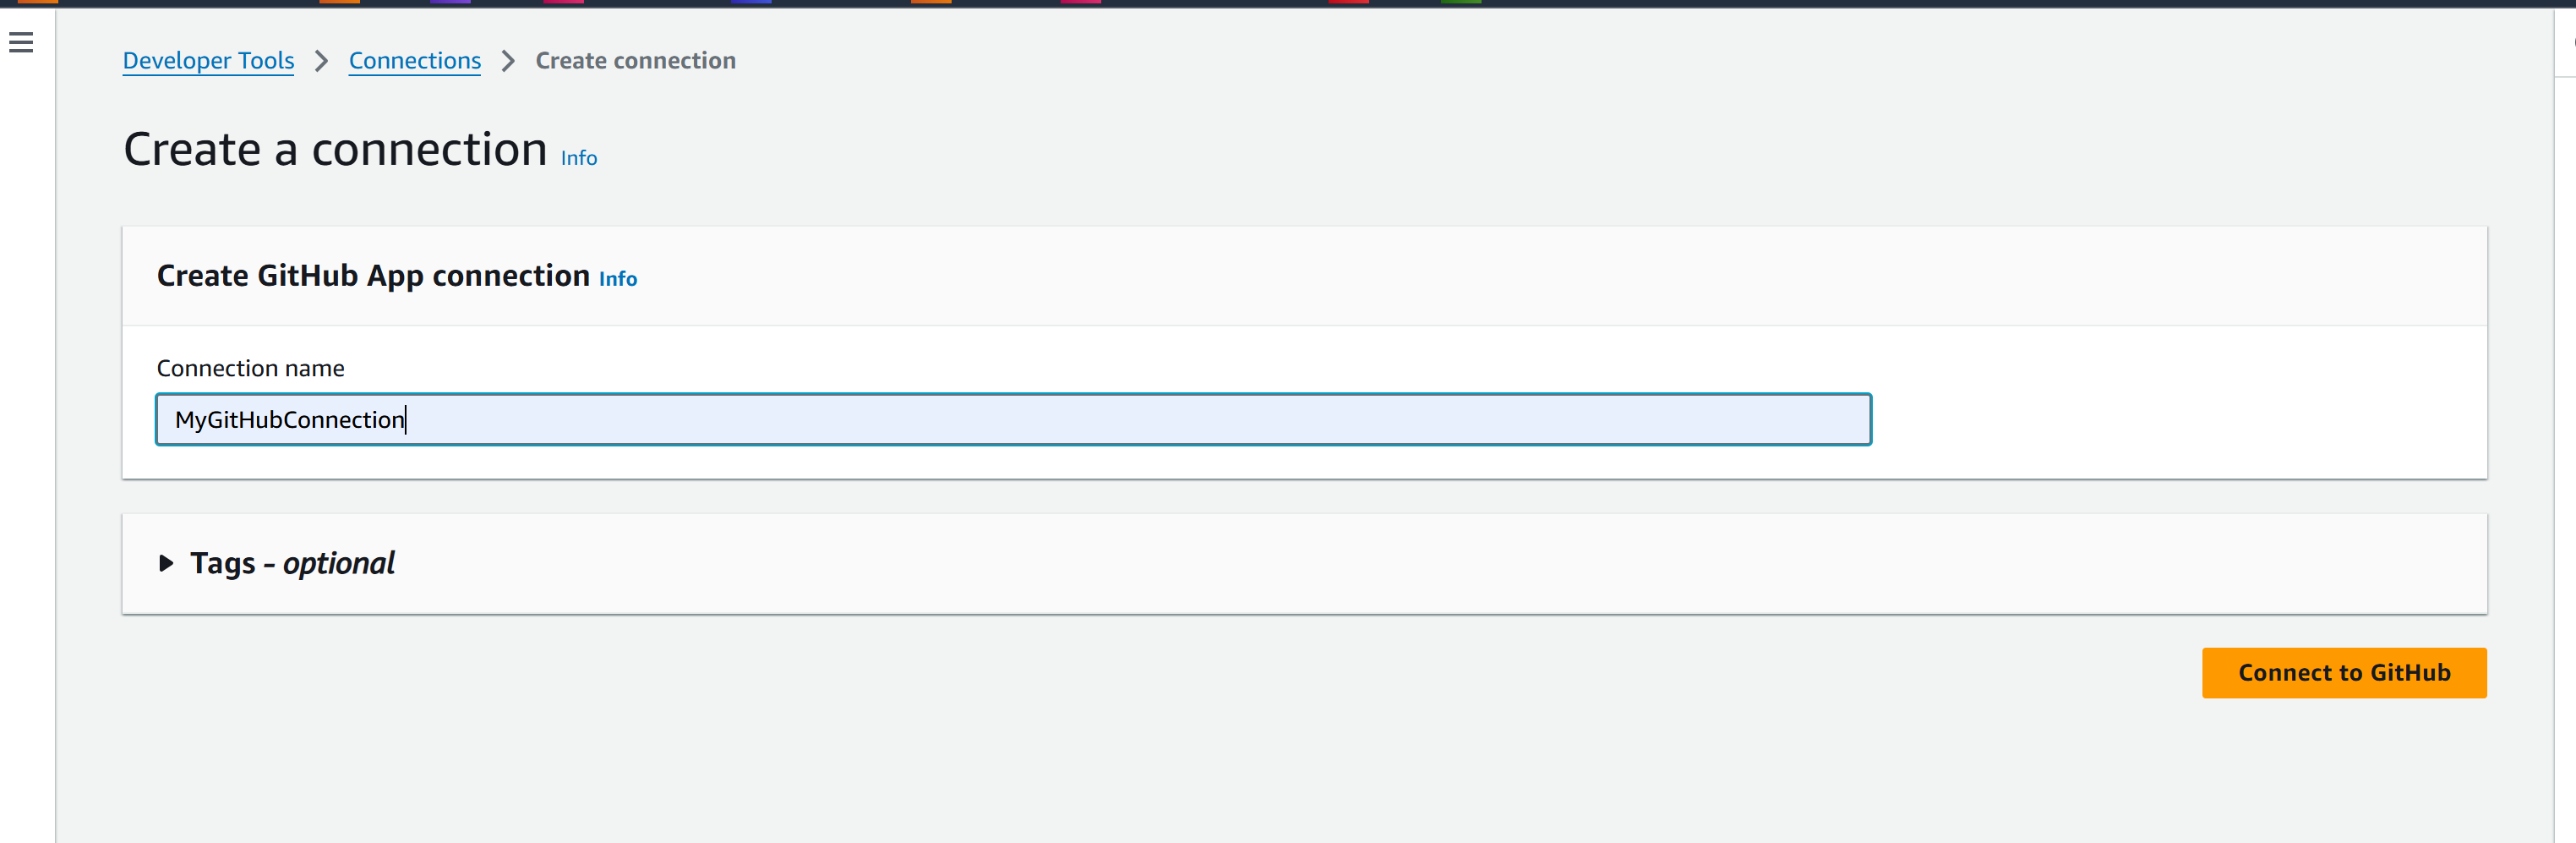 Developer Tools > Connections > Create connection
Create a connection Info
Create GitHub App connection Info
Connection name
MyGitHubConnection
Tags - optional
Connect to GitHub